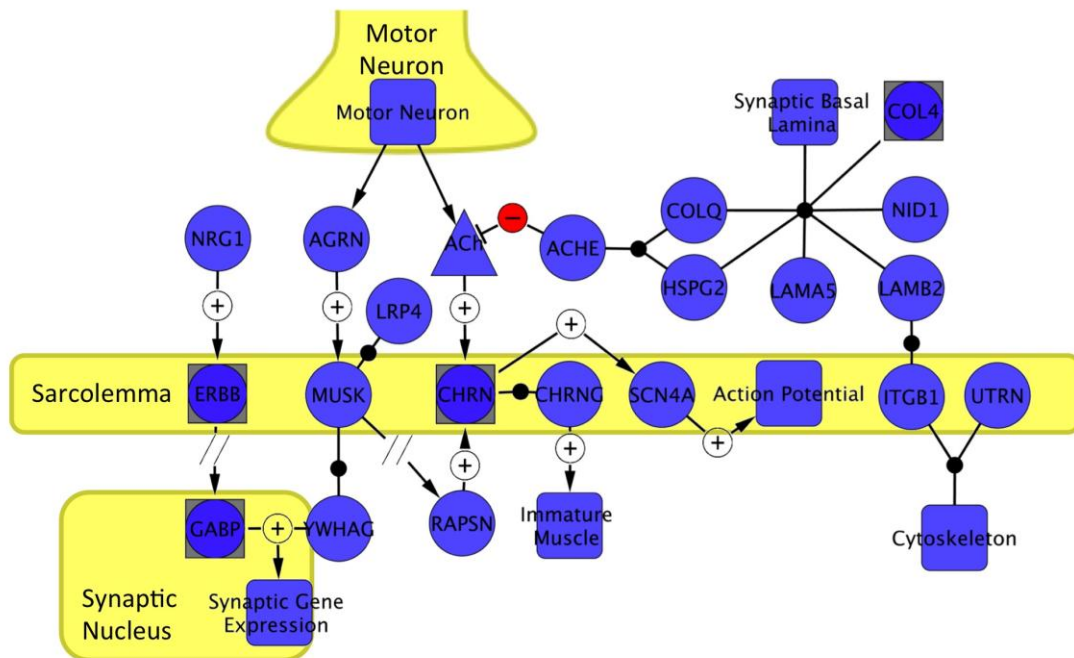 Motor
Neuron
Motor Neuron
Synaptic Basal
Lamina
COL4
NRG1
AGRN
ACh
−
ACHE
COLQ
NID1
HSPG2
LAMA5
LAMB2
+
+
+
LRP4
+
Sarcolemma
ERBB
MUSK
CHRN
CHRNG
SCN4A
Action Potential
ITGB1
UTRN
+
+
+
GABP
+
YWHAG
RAPSN
Immature
Muscle
Cytoskeleton
Synaptic
Nucleus
Synaptic Gene
Expression